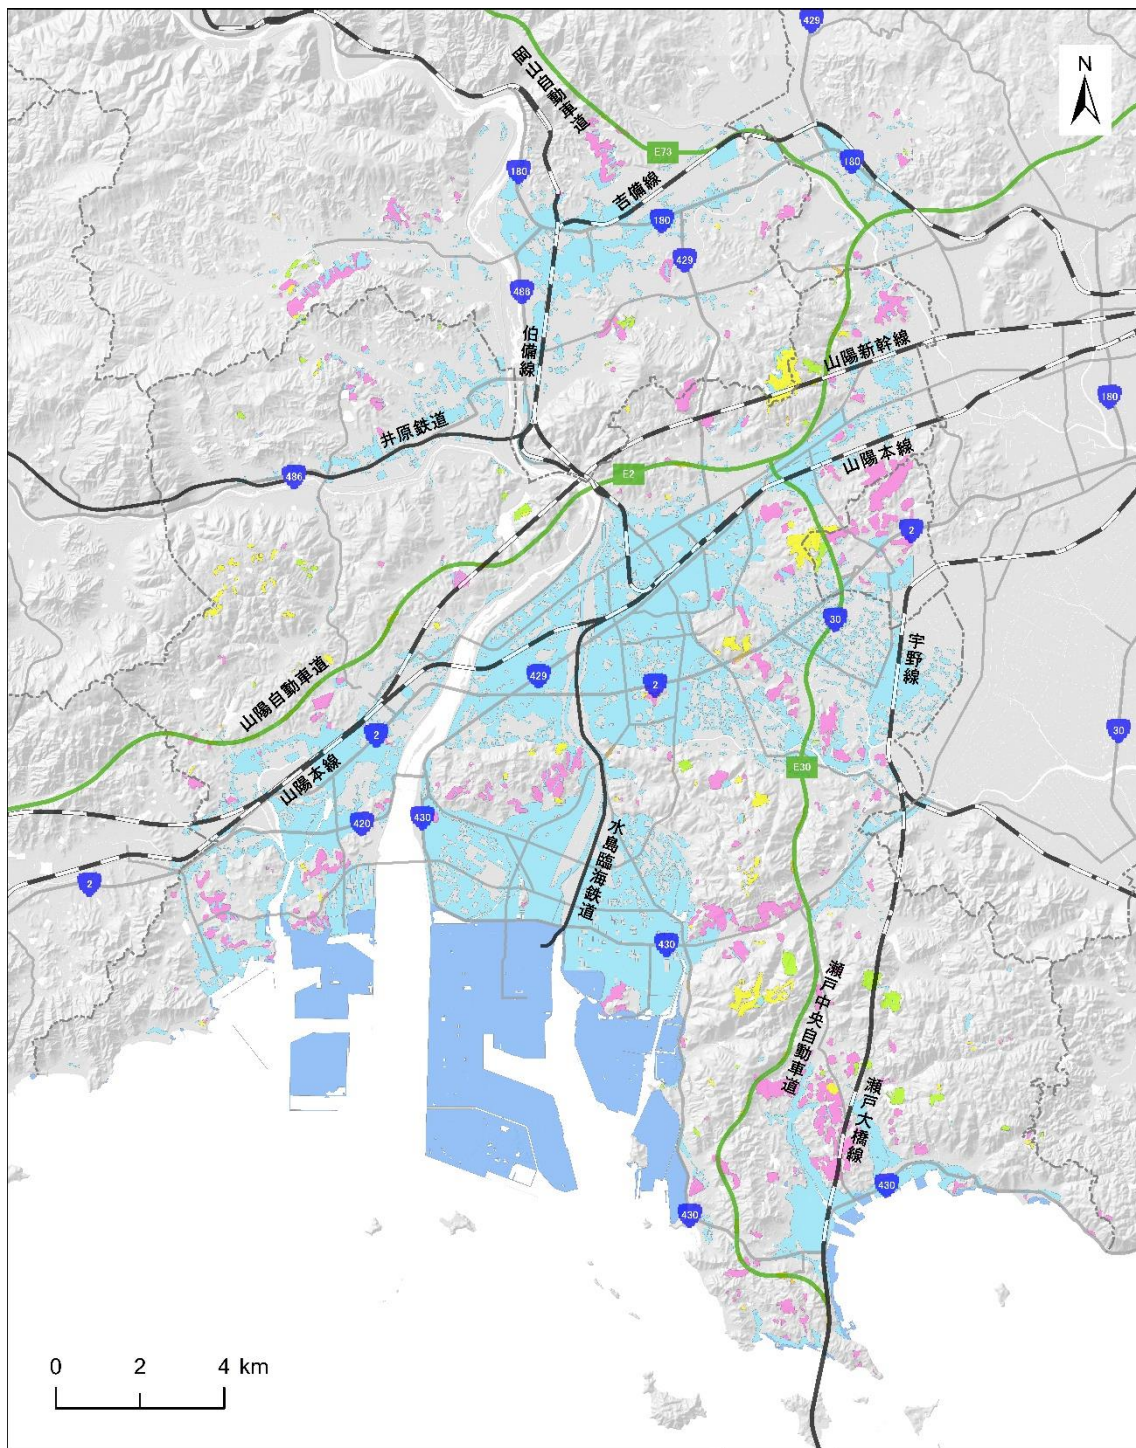 429
N
岡山自動車道
E73
180
180
吉備線
180
429
486
伯備線
山陽新幹線
180
井原鉄道
山陽本線
486
E2
2
30
宇野線
429
2
山陽自動車道
30
2
E30
山陽本線
420
430
水島臨海鉄道
2
430
瀬戸中央自動車道
瀬戸大橋線
430
430
0 2 4 km